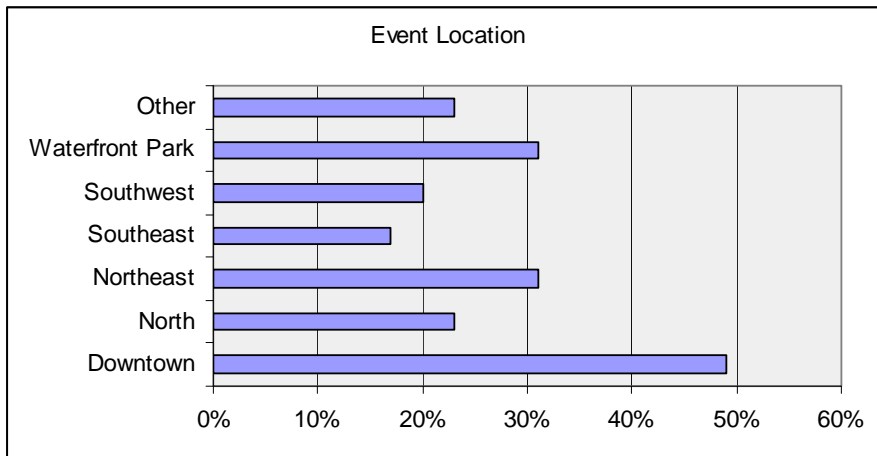 Event Location
Other
Waterfront Park
Southwest
Southeast
Northeast
North
Downtown
0% 10% 20% 30% 40% 50% 60%